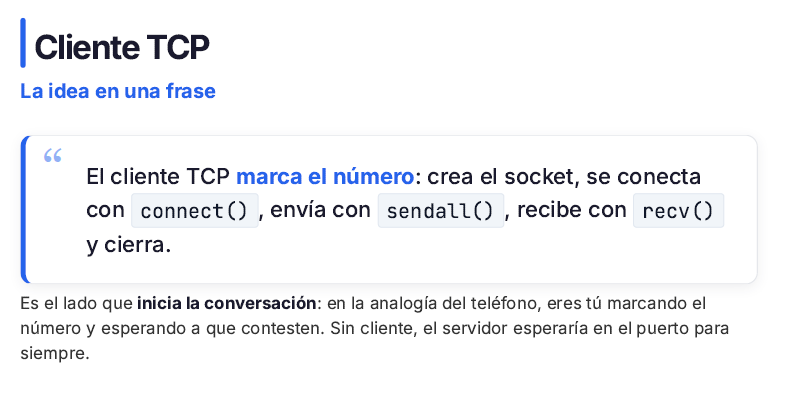 Cliente TCP
La idea en una frase
“
El cliente TCP marca el número: crea el socket, se conecta
con connect(), envía con sendall(), recibe con recv()
y cierra.
Es el lado que inicia la conversación: en la analogía del teléfono, eres tú marcando el
número y esperando a que contesten. Sin cliente, el servidor esperaría en el puerto para
siempre.